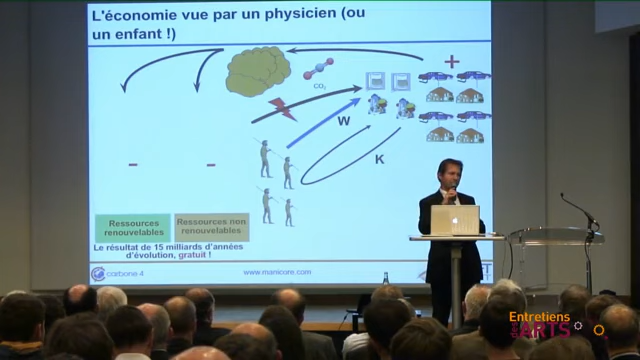 L'économie vue par un physicien (ou
un enfant !)
+
CO₂
W
K
-
-
Ressources
renouvelables
Ressources non
renouvelables
Le résultat de 15 milliards d'années
d'évolution, gratuit !
carbone 4
www.manicore.com
Entretiens
ARTS